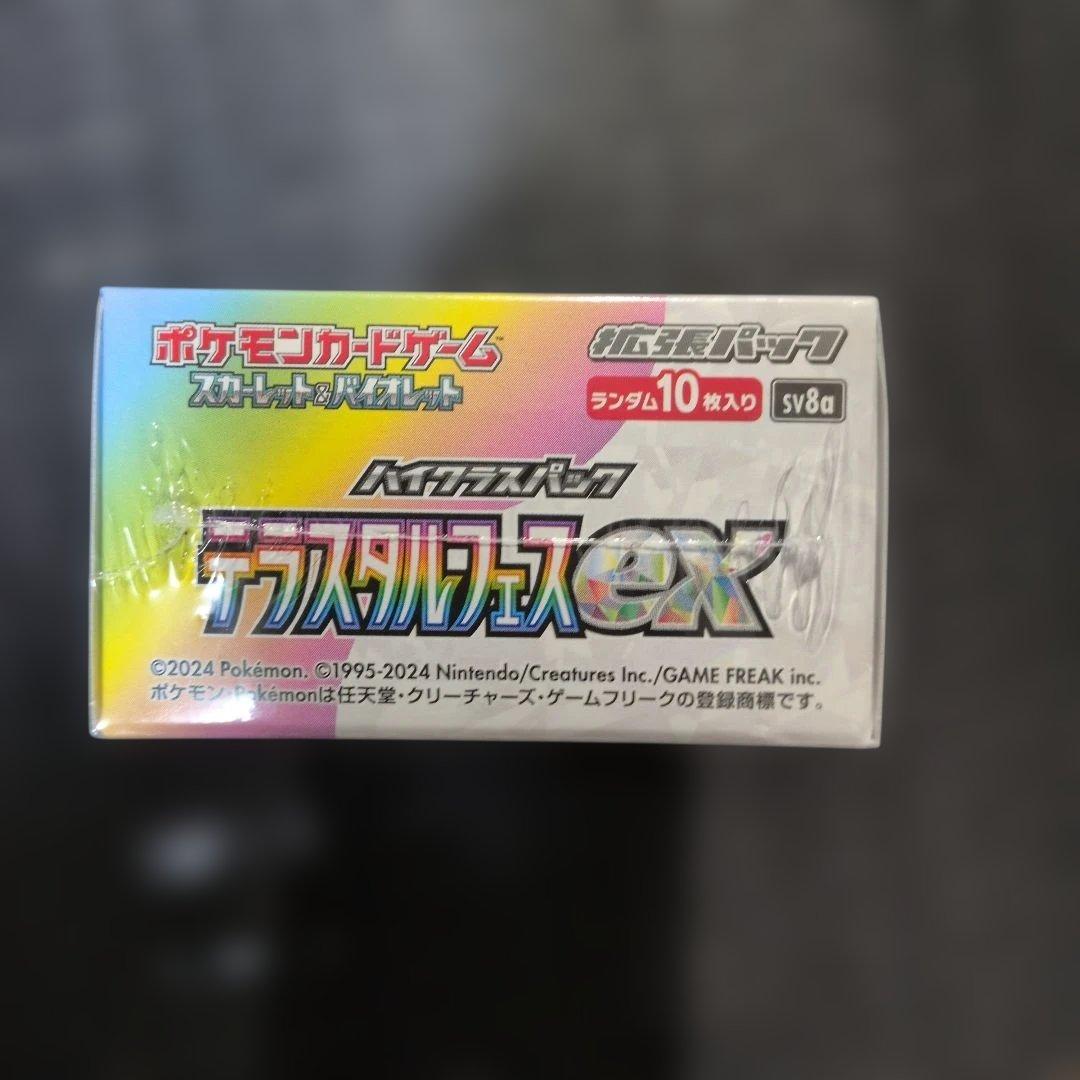 ポケモンカードゲーム™
スカーレット&バイオレット
拡張パック
ランダム10枚入り sv8a
ハイクラスパック
テラスタルフェスex
©2024 Pokémon. ©1995-2024 Nintendo/Creatures Inc./GAME FREAK inc.
ポケモン・Pokémonは任天堂・クリーチャーズ・ゲームフリークの登録商標です。